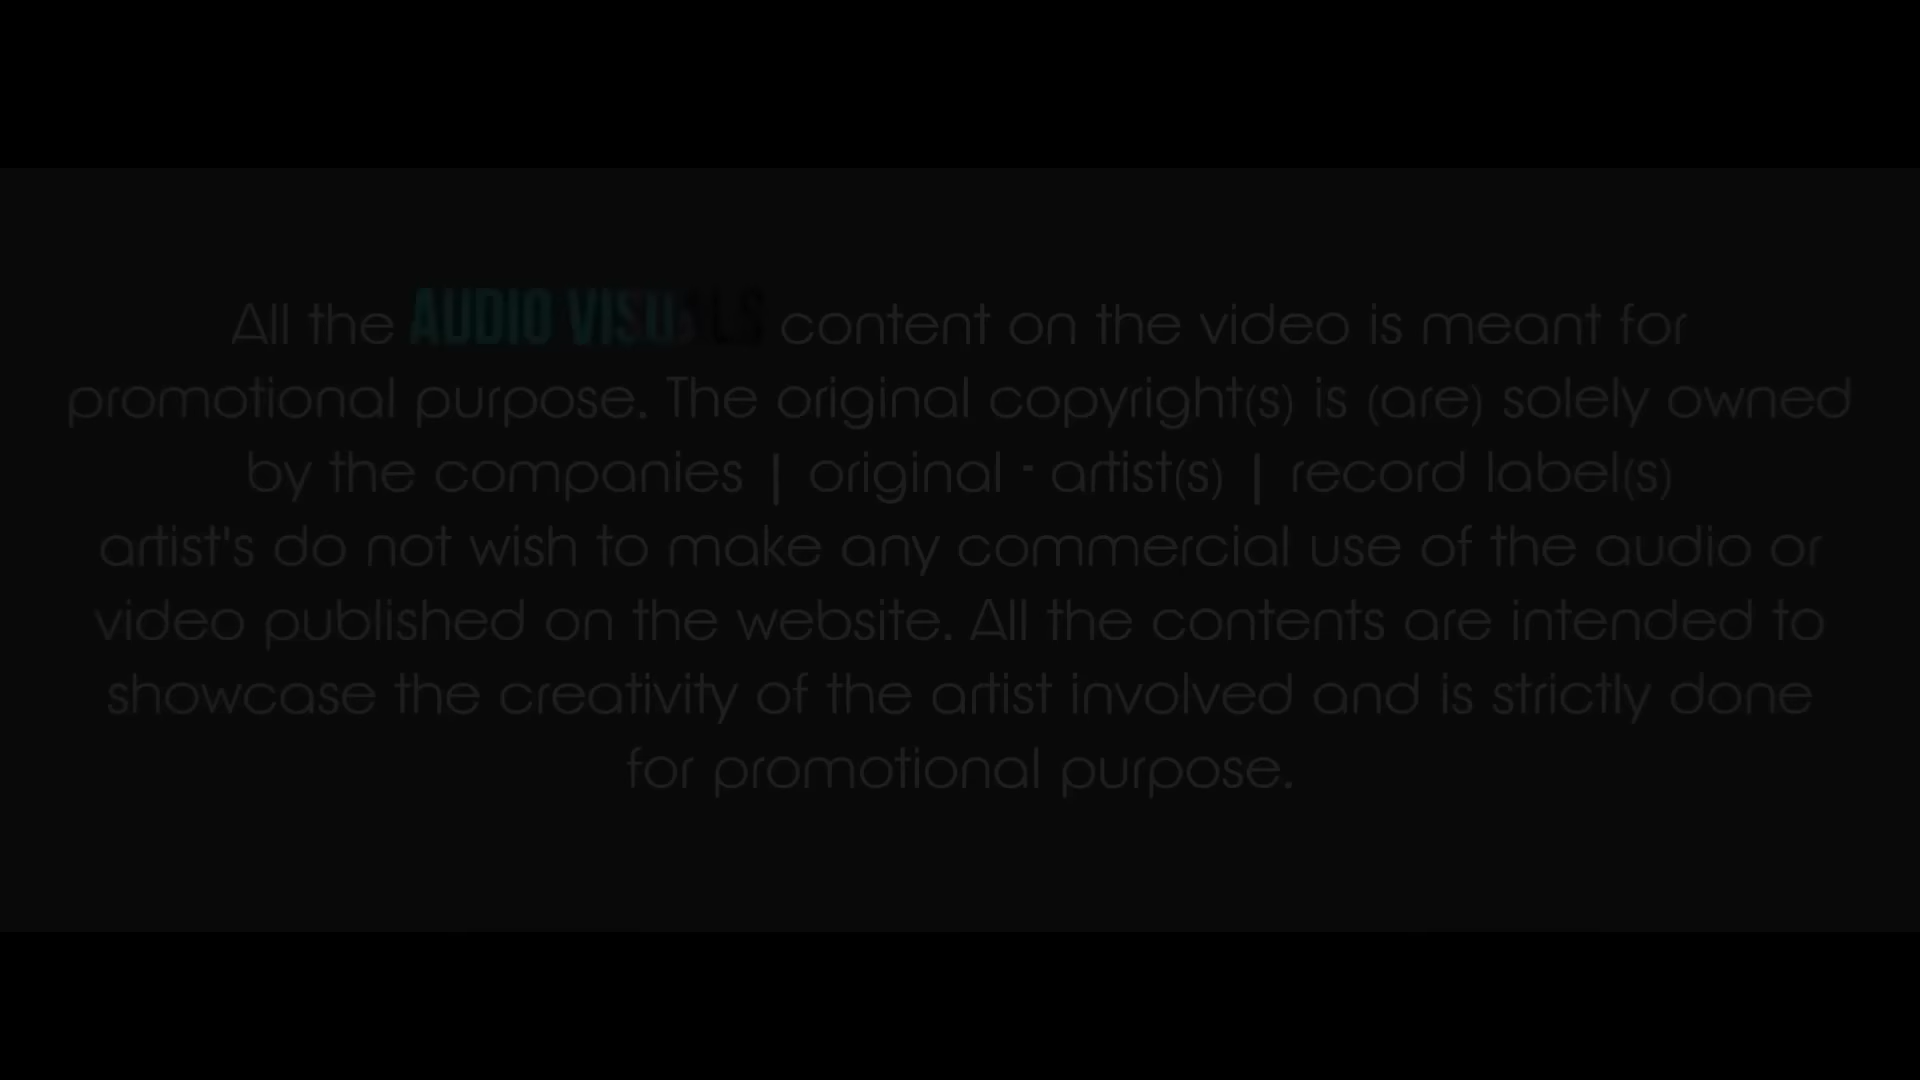 All the AUDIO VISUALS content on the video is meant for
promotional purpose. The original copyright(s) is (are) solely owned
by the companies | original - artist(s) | record label(s)
artist's do not wish to make any commercial use of the audio or
video published on the website. All the contents are intended to
showcase the creativity of the artist involved and is strictly done
for promotional purpose.